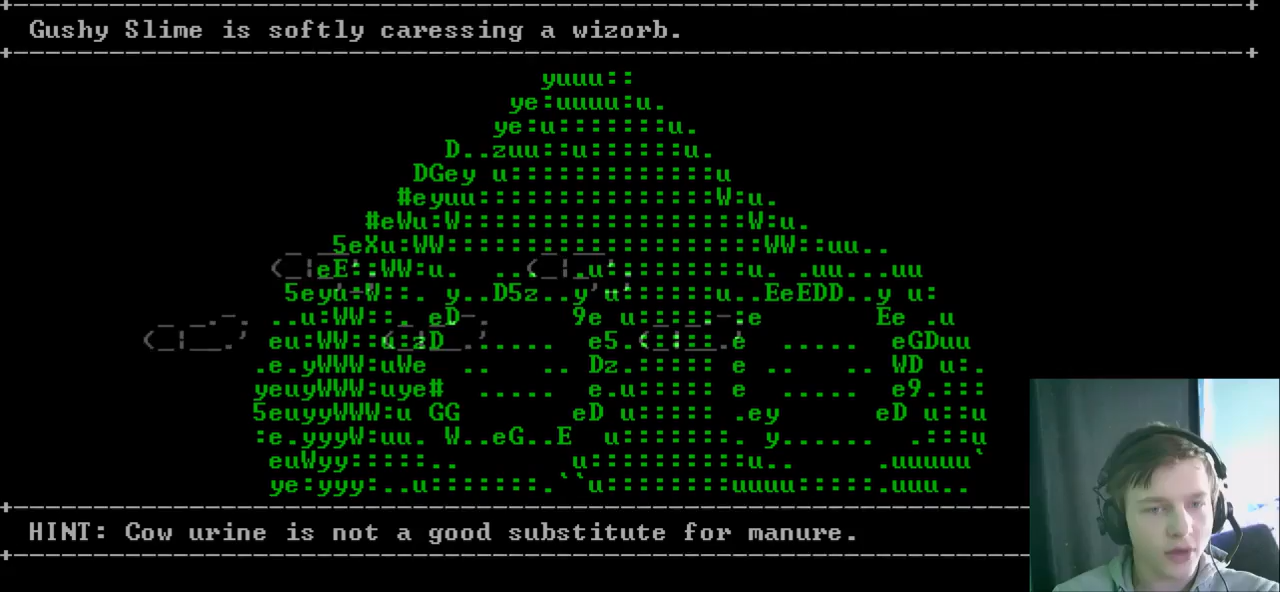 Gushy Slime is softly caressing a wizorb.
HINT: Cow urine is not a good substitute for manure.